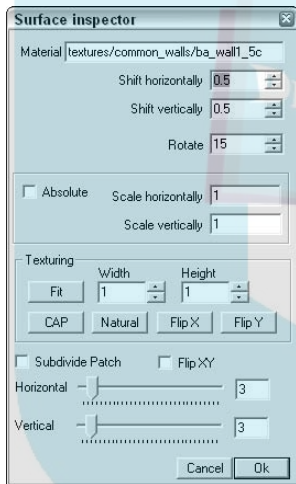 Surface inspector
Material textures/common_walls/ba_wall1_5c
Shift horizontally 0.5
Shift vertically 0.5
Rotate 15
Absolute Scale horizontally 1
Scale vertically 1
Texturing
Width Height
Fit 1 1
CAP Natural Flip X Flip Y
Subdivide Patch Flip XY
Horizontal 3
Vertical 3
Cancel Ok